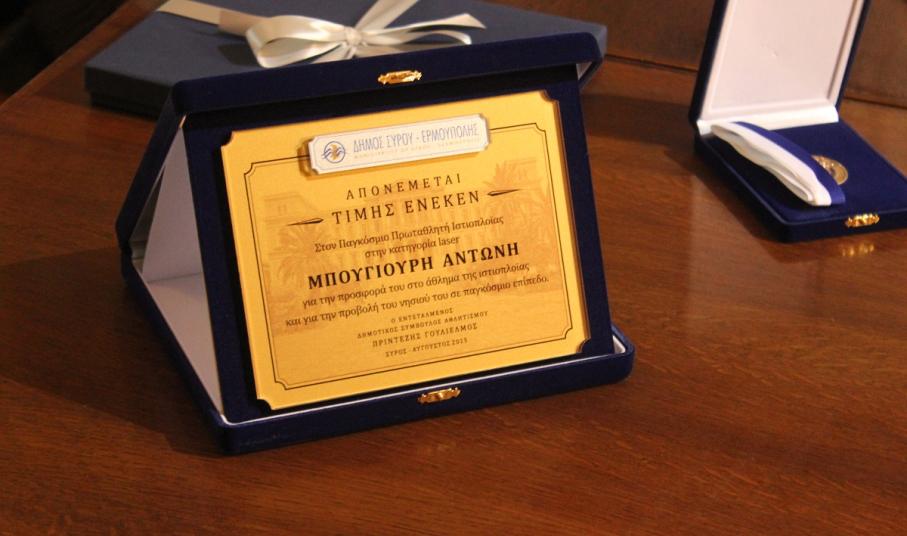 ΔΗΜΟΣ ΣΥΡΟΥ - ΕΡΜΟΥΠΟΛΗΣ
ΑΠΟΝΕΜΕΤΑΙ
ΤΙΜΗΣ ΕΝΕΚΕΝ
Στον Παγκόσμιο Πρωταθλητή Ιστιοπλοΐας
στην κατηγορία laser
ΜΠΟΥΓΙΟΥΡΗ ΑΝΤΩΝΗ
για την προσφορά του στο άθλημα της ιστιοπλοΐας
και για την προβολή του νησιού του σε παγκόσμιο επίπεδο.
Ο ΕΝΤΕΤΑΛΜΕΝΟΣ
ΔΗΜΟΤΙΚΟΣ ΣΥΜΒΟΥΛΟΣ ΑΘΛΗΤΙΣΜΟΥ
ΠΡΙΝΤΕΖΗΣ ΓΟΥΛΙΕΛΜΟΣ
ΣΥΡΟΣ - ΑΥΓΟΥΣΤΟΣ 2013